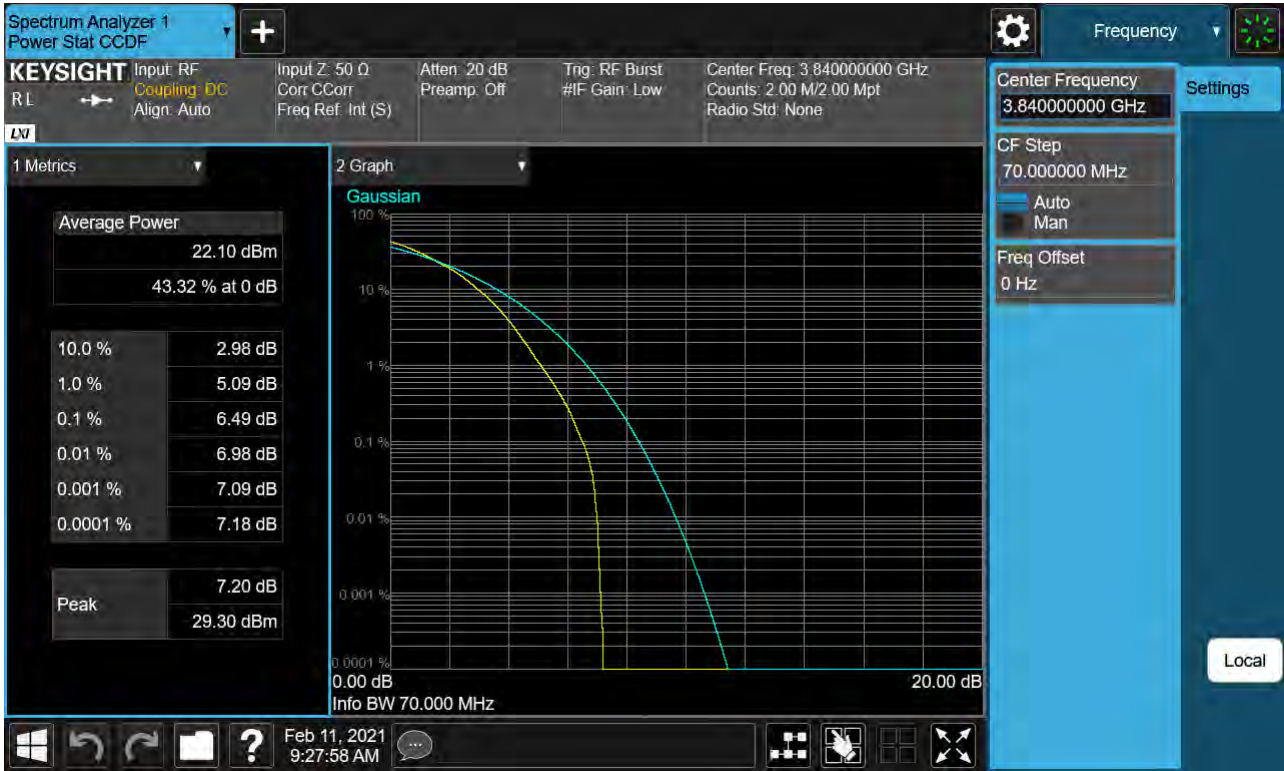 Spectrum Analyzer 1
Power Stat CCDF
Frequency
KEYSIGHT
R L
LXI
Input: RF
Coupling: DC
Align: Auto
Input Z: 50 Ω
Corr CCorr
Freq Ref: Int (S)
Atten: 20 dB
Preamp: Off
Trig: RF Burst
#IF Gain: Low
Center Freq: 3.840000000 GHz
Counts: 2.00 M/2.00 Mpt
Radio Std: None
Center Frequency
3.840000000 GHz
Settings
CF Step
70.000000 MHz
Auto
Man
Freq Offset
0 Hz
1 Metrics
Average Power
22.10 dBm
43.32 % at 0 dB
10.0 % 2.98 dB
1.0 % 5.09 dB
0.1 % 6.49 dB
0.01 % 6.98 dB
0.001 % 7.09 dB
0.0001 % 7.18 dB
Peak
7.20 dB
29.30 dBm
2 Graph
Gaussian
100 %
10 %
1 %
0.1 %
0.01 %
0.001 %
0.0001 %
0.00 dB
20.00 dB
Info BW 70.000 MHz
Local
?
Feb 11, 2021
9:27:58 AM